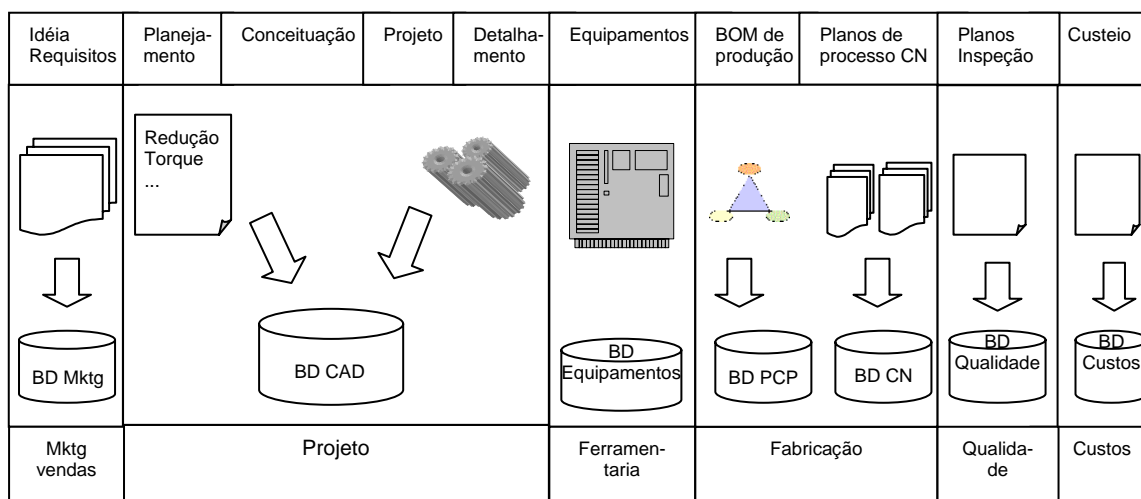 Idéia
Requisitos
Planeja-
mento
Conceituação
Projeto
Detalha-
mento
Equipamentos
BOM de
produção
Planos de
processo CN
Planos
Inspeção
Custeio
Redução
Torque
...
BD Mktg
BD CAD
BD
Equipamentos
BD PCP
BD CN
BD
Qualidade
BD
Custos
Mktg
vendas
Projeto
Ferramen-
taria
Fabricação
Qualida-
de
Custos